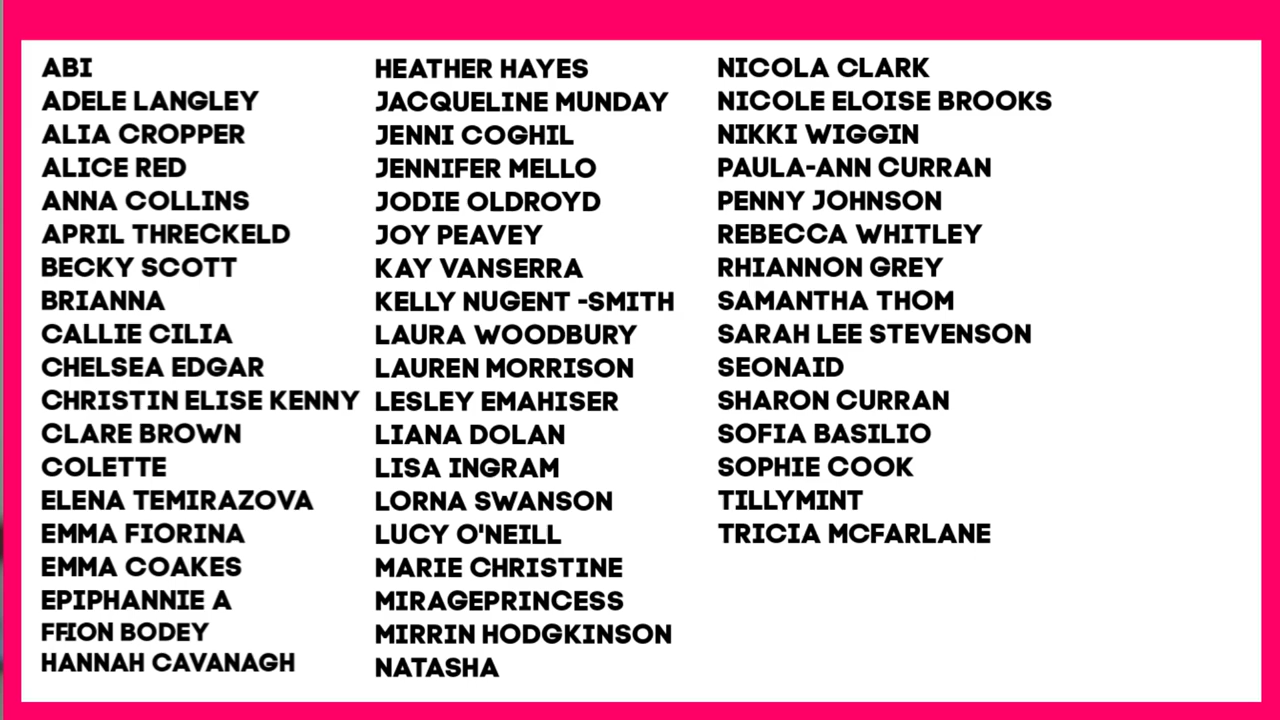 ABI
ADELE LANGLEY
ALIA CROPPER
ALICE RED
ANNA COLLINS
APRIL THRECKELD
BECKY SCOTT
BRIANNA
CALLIE CILIA
CHELSEA EDGAR
CHRISTIN ELISE KENNY
CLARE BROWN
COLETTE
ELENA TEMIRAZOVA
EMMA FIORINA
EMMA COAKES
EPIPHANNIE A
FFION BODEY
HANNAH CAVANAGH
HEATHER HAYES
JACQUELINE MUNDAY
JENNI COGHIL
JENNIFER MELLO
JODIE OLDROYD
JOY PEAVEY
KAY VANSERRA
KELLY NUGENT -SMITH
LAURA WOODBURY
LAUREN MORRISON
LESLEY EMAHISER
LIANA DOLAN
LISA INGRAM
LORNA SWANSON
LUCY O'NEILL
MARIE CHRISTINE
MIRAGEPRINCESS
MIRRIN HODGKINSON
NATASHA
NICOLA CLARK
NICOLE ELOISE BROOKS
NIKKI WIGGIN
PAULA-ANN CURRAN
PENNY JOHNSON
REBECCA WHITLEY
RHIANNON GREY
SAMANTHA THOM
SARAH LEE STEVENSON
SEONAID
SHARON CURRAN
SOFIA BASILIO
SOPHIE COOK
TILLYMINT
TRICIA MCFARLANE